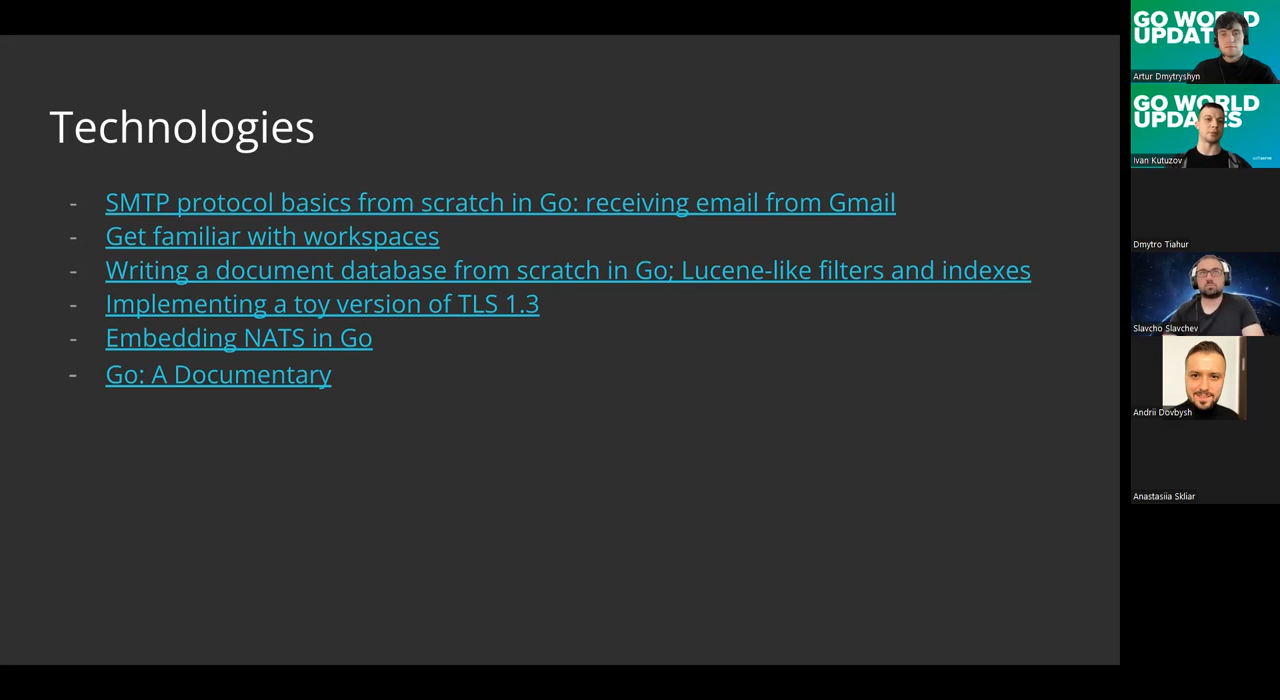 Technologies
- SMTP protocol basics from scratch in Go: receiving email from Gmail
- Get familiar with workspaces
- Writing a document database from scratch in Go; Lucene-like filters and indexes
- Implementing a toy version of TLS 1.3
- Embedding NATS in Go
- Go: A Documentary
GO WORLD
UPDAT
Artur Dmytryshyn
GO WORLD
UPDATES
softserve
Ivan Kutuzov
Dmytro Tiahur
Slavcho Slavchev
Andrii Dovbysh
Anastasiia Skliar